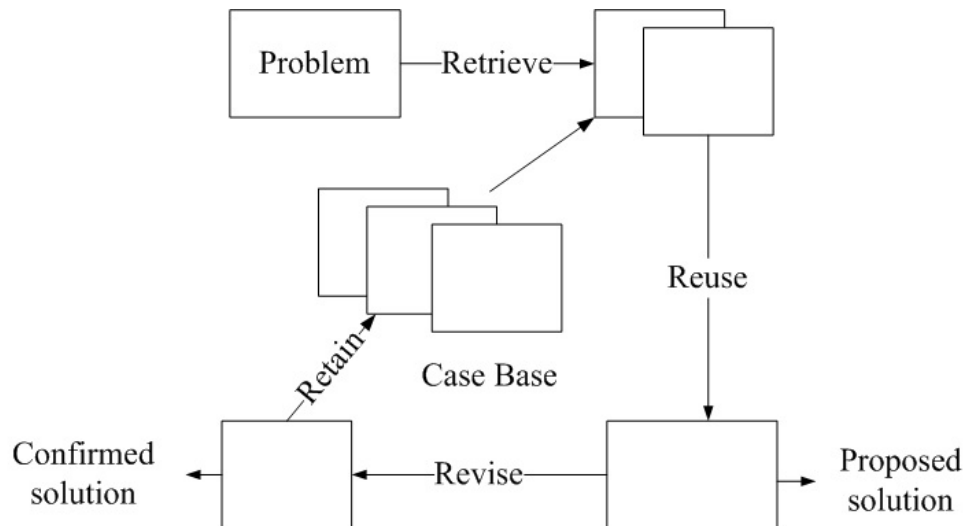 Problem
Retrieve
Reuse
Case Base
Retain
Confirmed
solution
Revise
Proposed
solution